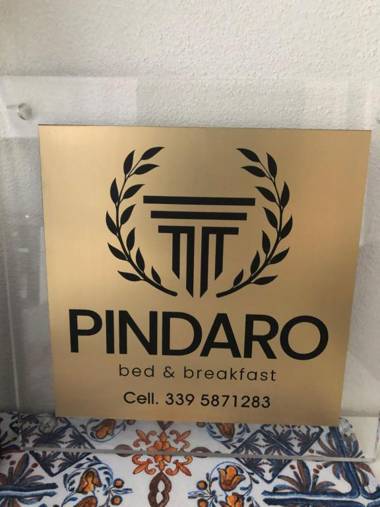 PINDARO
bed & breakfast
Cell. 339 5871283